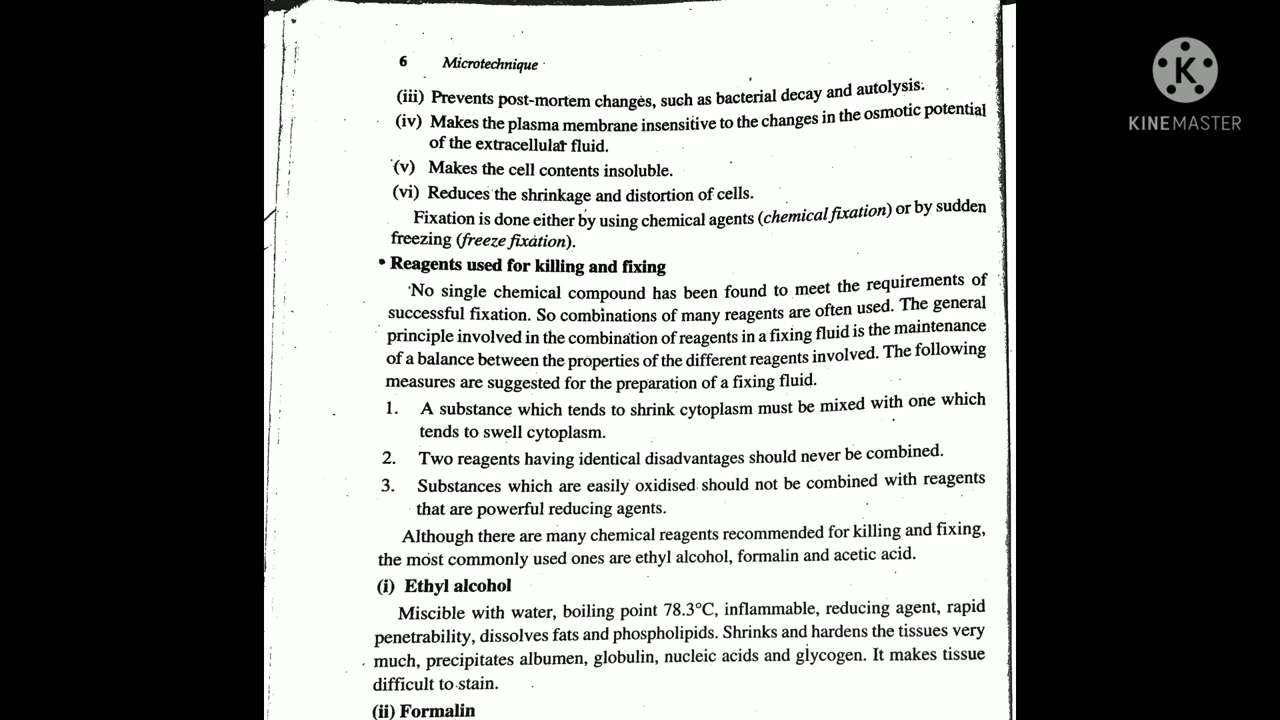 6 Microtechnique
(iii) Prevents post-mortem changes, such as bacterial decay and autolysis.
(iv) Makes the plasma membrane insensitive to the changes in the osmotic potential
of the extracellular fluid.
(v) Makes the cell contents insoluble.
(vi) Reduces the shrinkage and distortion of cells.
Fixation is done either by using chemical agents (chemical fixation) or by sudden
freezing (freeze fixation).
• Reagents used for killing and fixing
No single chemical compound has been found to meet the requirements of
successful fixation. So combinations of many reagents are often used. The general
principle involved in the combination of reagents in a fixing fluid is the maintenance
of a balance between the properties of the different reagents involved. The following
measures are suggested for the preparation of a fixing fluid.
1. A substance which tends to shrink cytoplasm must be mixed with one which
tends to swell cytoplasm.
2. Two reagents having identical disadvantages should never be combined.
3. Substances which are easily oxidised should not be combined with reagents
that are powerful reducing agents.
Although there are many chemical reagents recommended for killing and fixing,
the most commonly used ones are ethyl alcohol, formalin and acetic acid.
(i) Ethyl alcohol
Miscible with water, boiling point 78.3°C, inflammable, reducing agent, rapid
penetrability, dissolves fats and phospholipids. Shrinks and hardens the tissues very
much, precipitates albumen, globulin, nucleic acids and glycogen. It makes tissue
difficult to stain.
(ii) Formalin
K
KINEMASTER